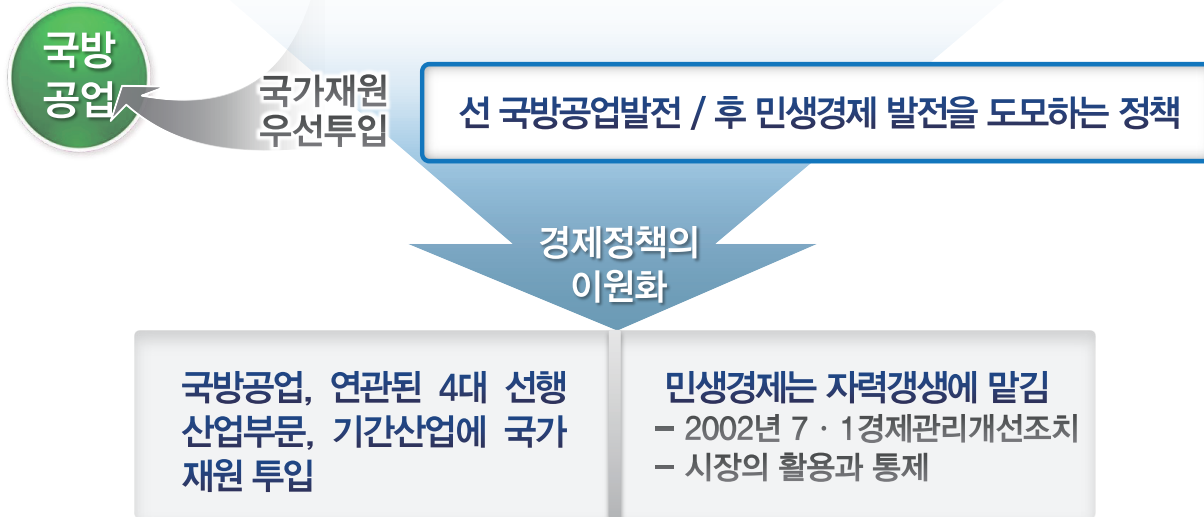 국방
공업
국가재원
우선투입
선 국방공업발전 / 후 민생경제 발전을 도모하는 정책
경제정책의
이원화
국방공업, 연관된 4대 선행
산업부문, 기간산업에 국가
재원 투입
민생경제는 자력갱생에 맡김
– 2002년 7 · 1경제관리개선조치
– 시장의 활용과 통제